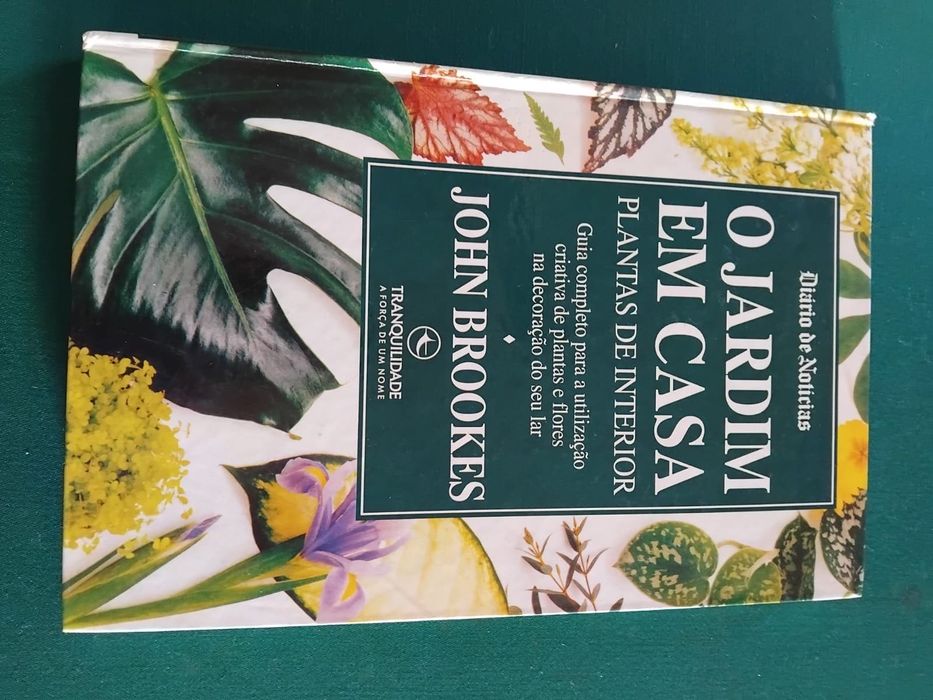 Diário de Notícias
O JARDIM
EM CASA
PLANTAS DE INTERIOR
Guia completo para a utilização
criativa de plantas e flores
na decoração do seu lar
JOHN BROOKES
TRANQUILIDADE
A FORÇA DE UM NOME